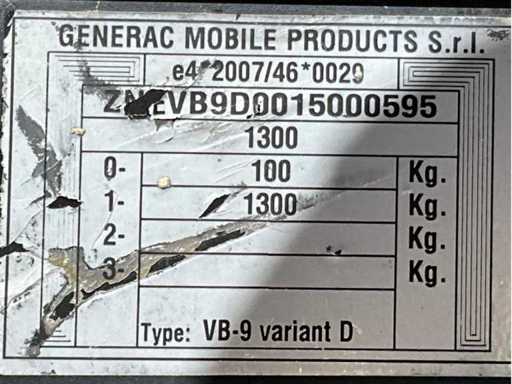 GENERAC MOBILE PRODUCTS S.r.l.
e4*2007/46*0029
1300
0- 100 Kg.
1- 1300 Kg.
2- Kg.
3- Kg.
Type: VB-9 variant D